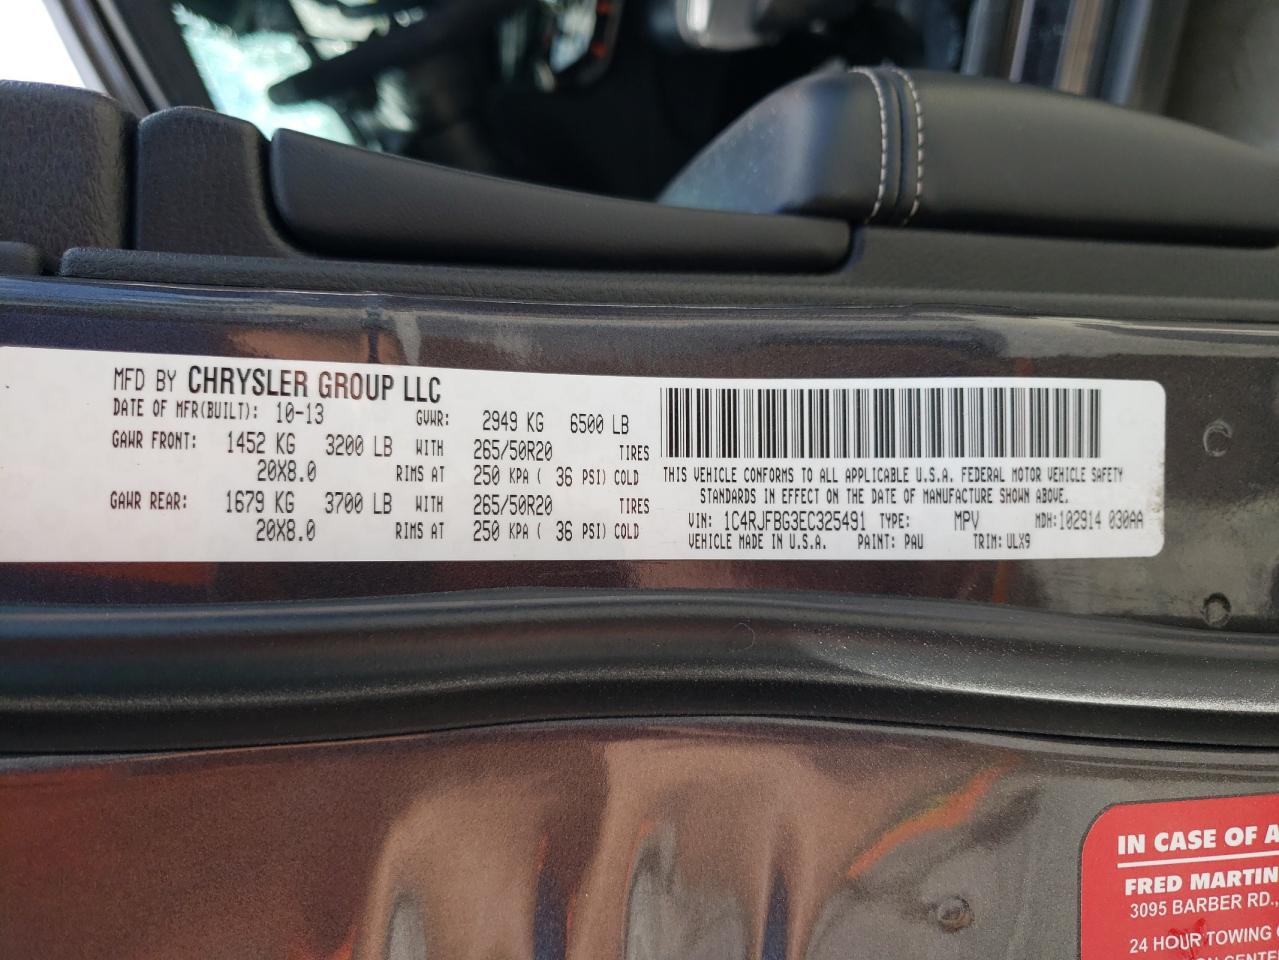 MFD BY CHRYSLER GROUP LLC
DATE OF MFR(BUILT): 10-13 GVWR: 2949 KG 6500 LB
GAWR FRONT: 1452 KG 3200 LB WITH 265/50R20 TIRES
20X8.0 RIMS AT 250 KPA ( 36 PSI) COLD
GAWR REAR: 1679 KG 3700 LB WITH 265/50R20 TIRES
20X8.0 RIMS AT 250 KPA ( 36 PSI) COLD
THIS VEHICLE CONFORMS TO ALL APPLICABLE U.S.A. FEDERAL MOTOR VEHICLE SAFETY
STANDARDS IN EFFECT ON THE DATE OF MANUFACTURE SHOWN ABOVE.
VIN: 1C4RJFBG3EC325491 TYPE: MPV MDH:102914 030AA
VEHICLE MADE IN U.S.A. PAINT: PAU TRIM: ULX9
IN CASE OF A
FRED MARTIN
3095 BARBER RD.,
24 HOUR TOWING